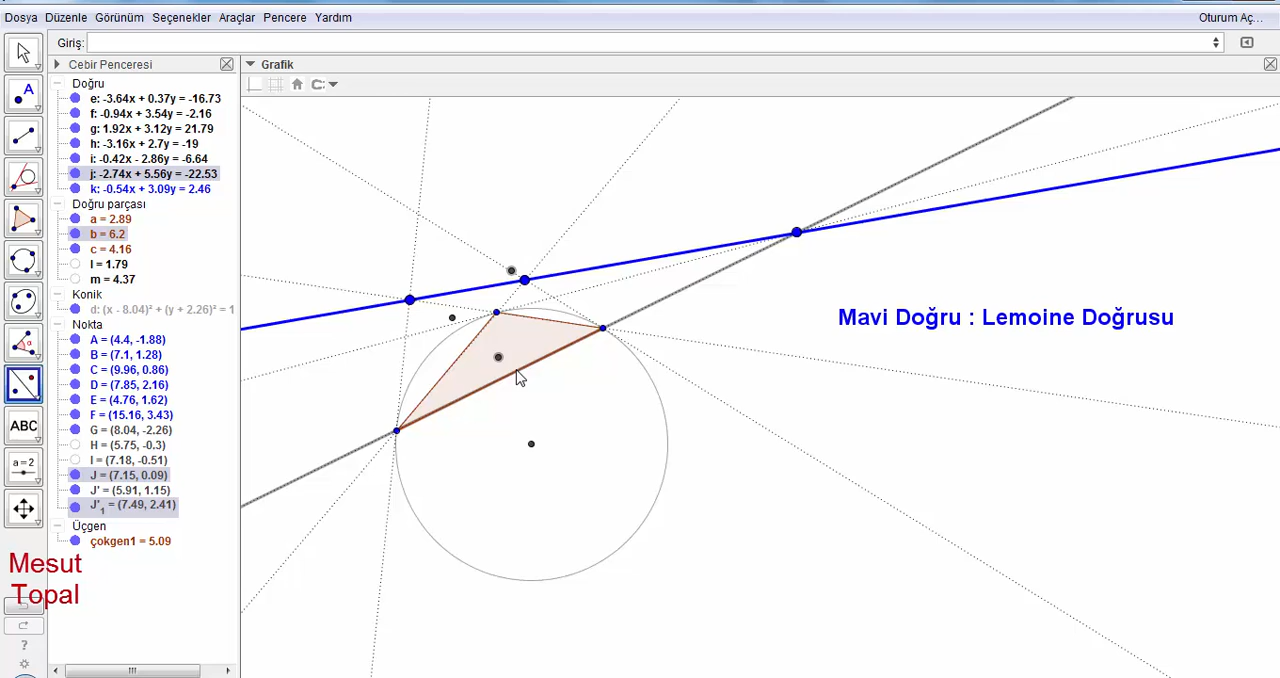 Dosya Düzenle Görünüm Seçenekler Araçlar Pencere Yardım Oturum Aç...
Giriş:
Cebir Penceresi
Grafik
Doğru
e: -3.64x + 0.37y = -16.73
f: -0.94x + 3.54y = -2.16
g: 1.92x + 3.12y = 21.79
h: -3.16x + 2.7y = -19
i: -0.42x - 2.86y = -6.64
j: -2.74x + 5.56y = -22.53
k: -0.54x + 3.09y = 2.46
Doğru parçası
a = 2.89
b = 6.2
c = 4.16
l = 1.79
m = 4.37
Konik
d: (x - 8.04)² + (y + 2.26)² = 1
Nokta
A = (4.4, -1.88)
B = (7.1, 1.28)
C = (9.96, 0.86)
D = (7.85, 2.16)
E = (4.76, 1.62)
F = (15.16, 3.43)
G = (8.04, -2.26)
H = (5.75, -0.3)
I = (7.18, -0.51)
J = (7.15, 0.09)
J' = (5.91, 1.15)
J'₁ = (7.49, 2.41)
Üçgen
çokgen1 = 5.09
A
α
ABC
a=2
Mesut
Topal
?
Mavi Doğru : Lemoine Doğrusu